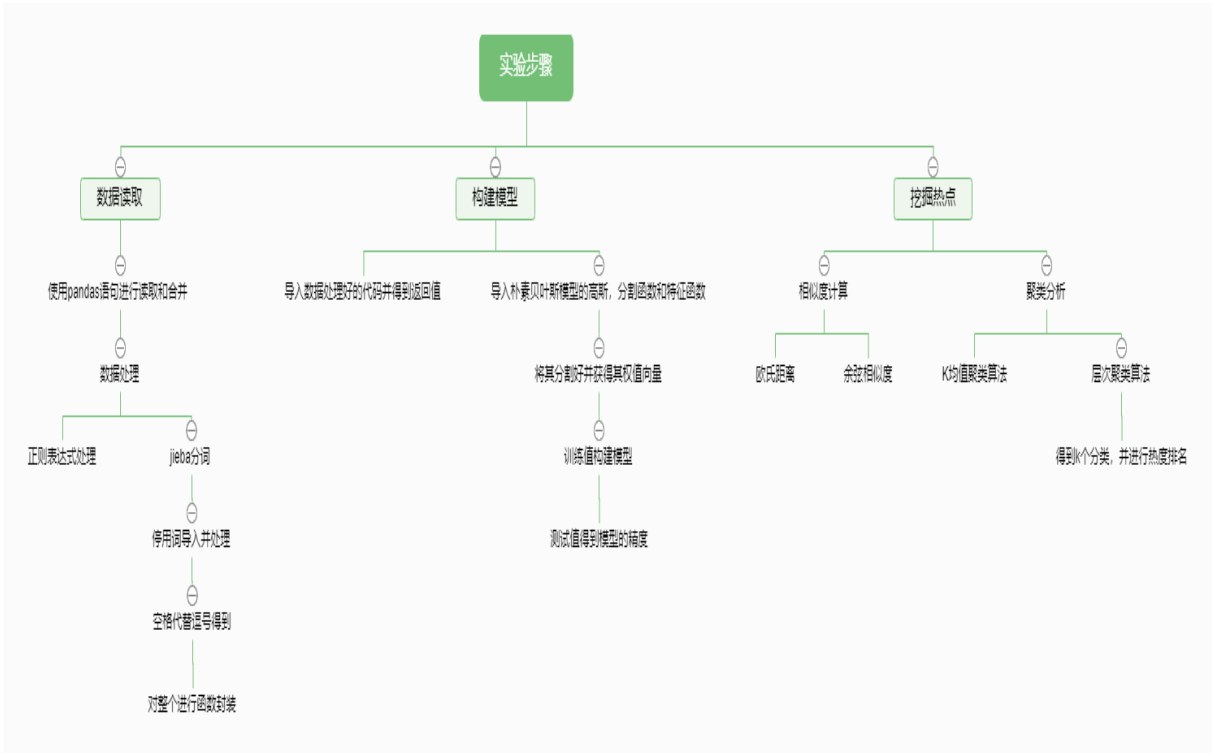 实验步骤
数据读取
构建模型
挖掘热点
使用pandas语句进行读取和合并
导入数据处理好的代码并得到返回值
导入朴素贝叶斯模型的高斯，分割函数和特征函数
相似度计算
聚类分析
数据处理
将其分割好并获得其权值向量
欧氏距离
余弦相似度
K均值聚类算法
层次聚类算法
正则表达式处理
jieba分词
训练值构建模型
得到k个分类，并进行热度排名
停用词导入并处理
测试值得到模型的精度
空格代替逗号得到
对整个进行函数封装